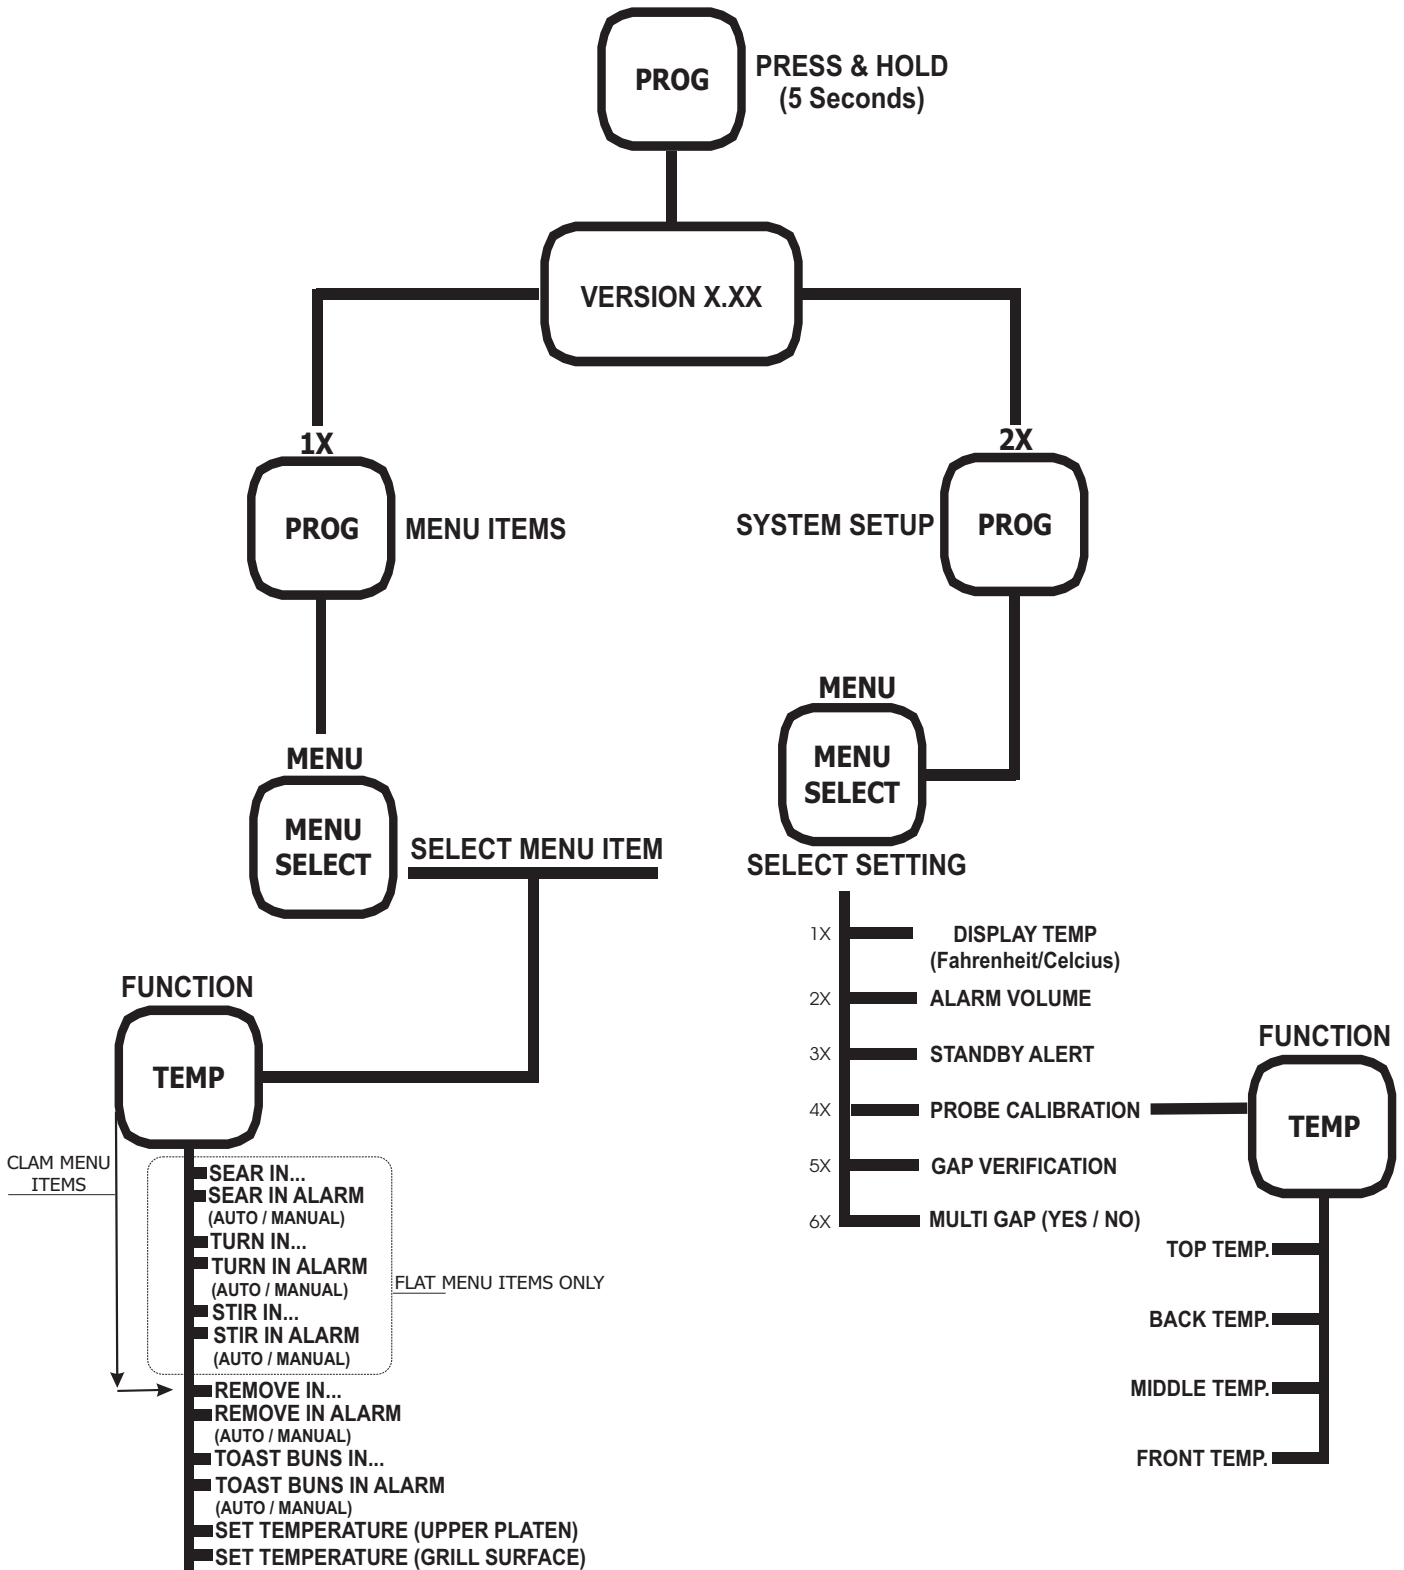 PROG
PRESS & HOLD
(5 Seconds)
VERSION X.XX
1X
PROG
MENU ITEMS
MENU
MENU
SELECT
SELECT MENU ITEM
FUNCTION
TEMP
CLAM MENU
ITEMS
SEAR IN...
SEAR IN ALARM
(AUTO / MANUAL)
TURN IN...
TURN IN ALARM
(AUTO / MANUAL)
STIR IN...
STIR IN ALARM
(AUTO / MANUAL)
FLAT MENU ITEMS ONLY
REMOVE IN...
REMOVE IN ALARM
(AUTO / MANUAL)
TOAST BUNS IN...
TOAST BUNS IN ALARM
(AUTO / MANUAL)
SET TEMPERATURE (UPPER PLATEN)
SET TEMPERATURE (GRILL SURFACE)
2X
SYSTEM SETUP
PROG
MENU
MENU
SELECT
SELECT SETTING
1X DISPLAY TEMP
(Fahrenheit/Celcius)
2X ALARM VOLUME
3X STANDBY ALERT
4X PROBE CALIBRATION
5X GAP VERIFICATION
6X MULTI GAP (YES / NO)
FUNCTION
TEMP
TOP TEMP.
BACK TEMP.
MIDDLE TEMP.
FRONT TEMP.